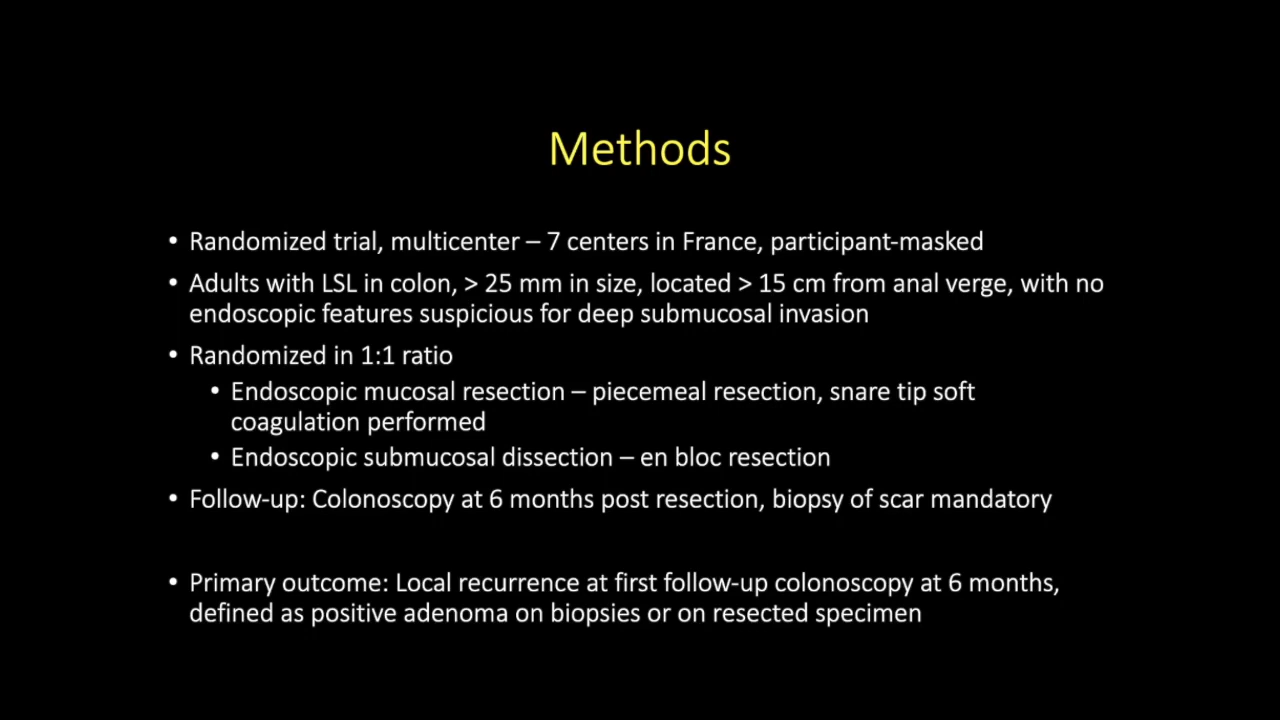 Methods
• Randomized trial, multicenter – 7 centers in France, participant-masked
• Adults with LSL in colon, > 25 mm in size, located > 15 cm from anal verge, with no
endoscopic features suspicious for deep submucosal invasion
• Randomized in 1:1 ratio
• Endoscopic mucosal resection – piecemeal resection, snare tip soft
coagulation performed
• Endoscopic submucosal dissection – en bloc resection
• Follow-up: Colonoscopy at 6 months post resection, biopsy of scar mandatory
• Primary outcome: Local recurrence at first follow-up colonoscopy at 6 months,
defined as positive adenoma on biopsies or on resected specimen